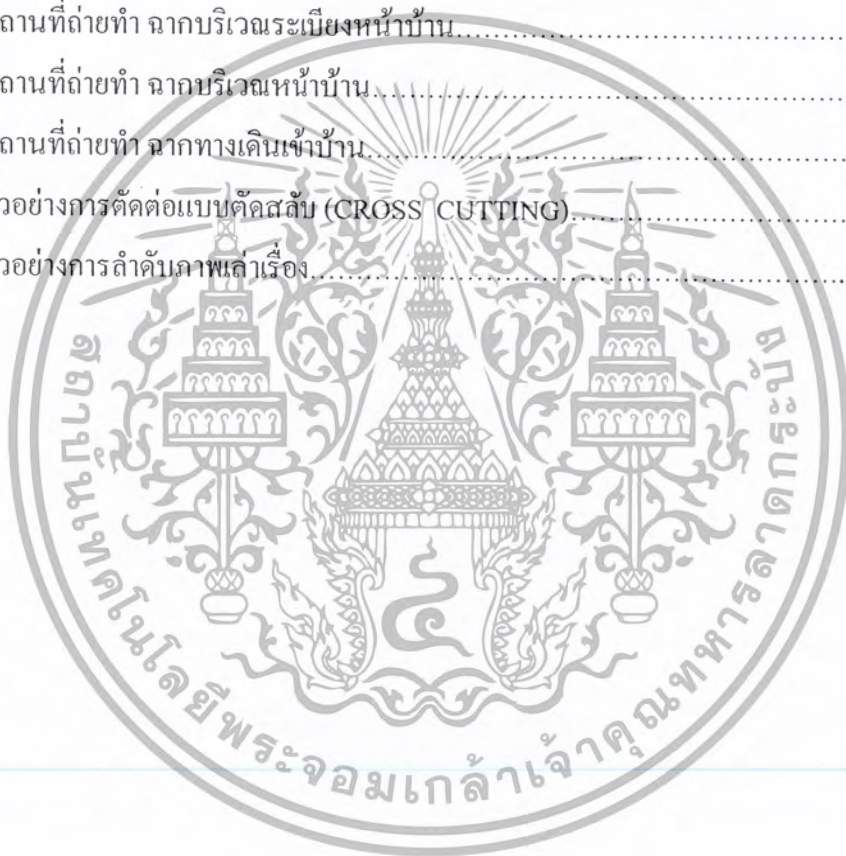 ถานที่ถ่ายทำ ฉากบริเวณระเบียงหน้าบ้าน
ถานที่ถ่ายทำ ฉากบริเวณหน้าบ้าน
ถานที่ถ่ายทำ ฉากทางเดินเข้าบ้าน
วอย่างการตัดต่อแบบตัดสลับ (CROSS CUTTING)
วอย่างการลำดับภาพเล่าเรื่อง
สถาบันเทคโนโลยีพระจอมเกล้าเจ้าคุณทหารลาดกระบัง
๔